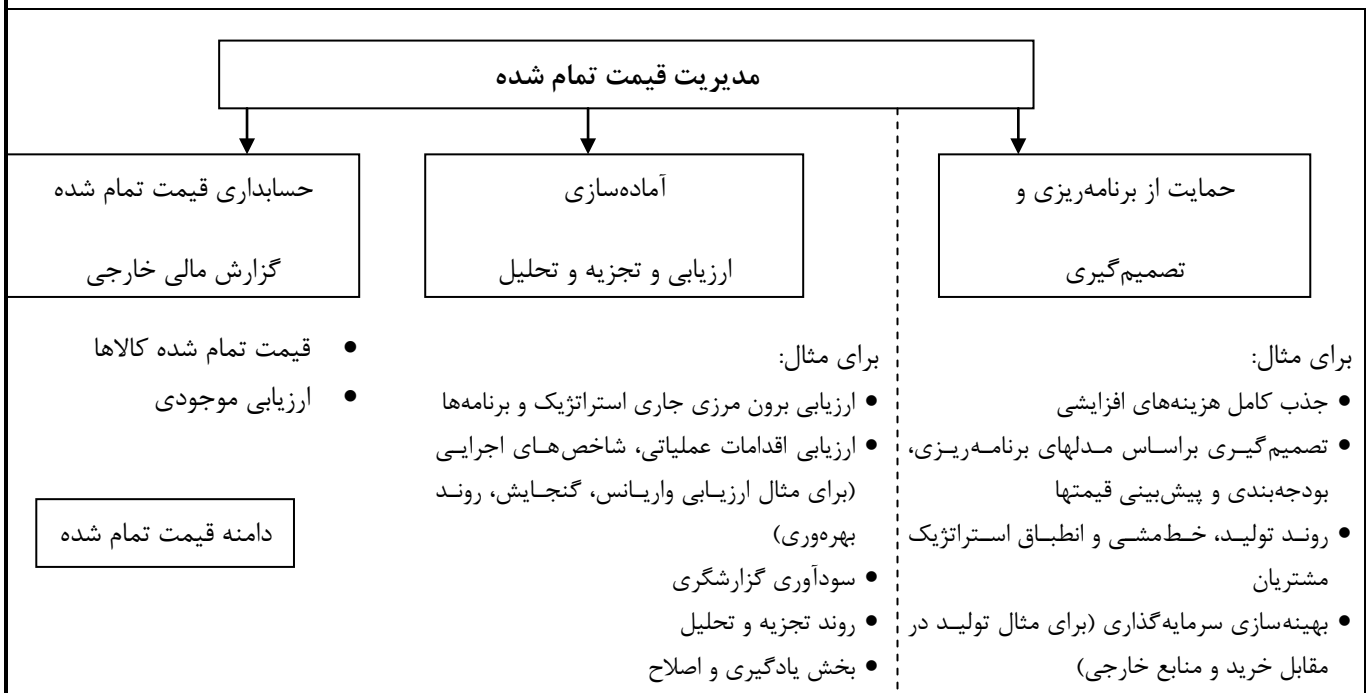 مدیریت قیمت تمام شده
حمایت از برنامه‌ریزی و
تصمیم‌گیری
برای مثال:
● جذب کامل هزینه‌های افزایشی
● تصمیم‌گیری براساس مدلهای برنامه‌ریزی،
بودجه‌بندی و پیش‌بینی قیمتها
● روند تولید، خط‌مشی و انطباق استراتژیک
مشتریان
● بهینه‌سازی سرمایه‌گذاری (برای مثال تولید در
مقابل خرید و منابع خارجی)
آماده‌سازی
ارزیابی و تجزیه و تحلیل
برای مثال:
● ارزیابی برون مرزی جاری استراتژیک و برنامه‌ها
● ارزیابی اقدامات عملیاتی، شاخص‌های اجرایی
(برای مثال ارزیابی واریانس، گنجایش، روند
بهره‌وری)
● سودآوری گزارشگری
● روند تجزیه و تحلیل
● بخش یادگیری و اصلاح
حسابداری قیمت تمام شده
گزارش مالی خارجی
● قیمت تمام شده کالاها
● ارزیابی موجودی
دامنه قیمت تمام شده